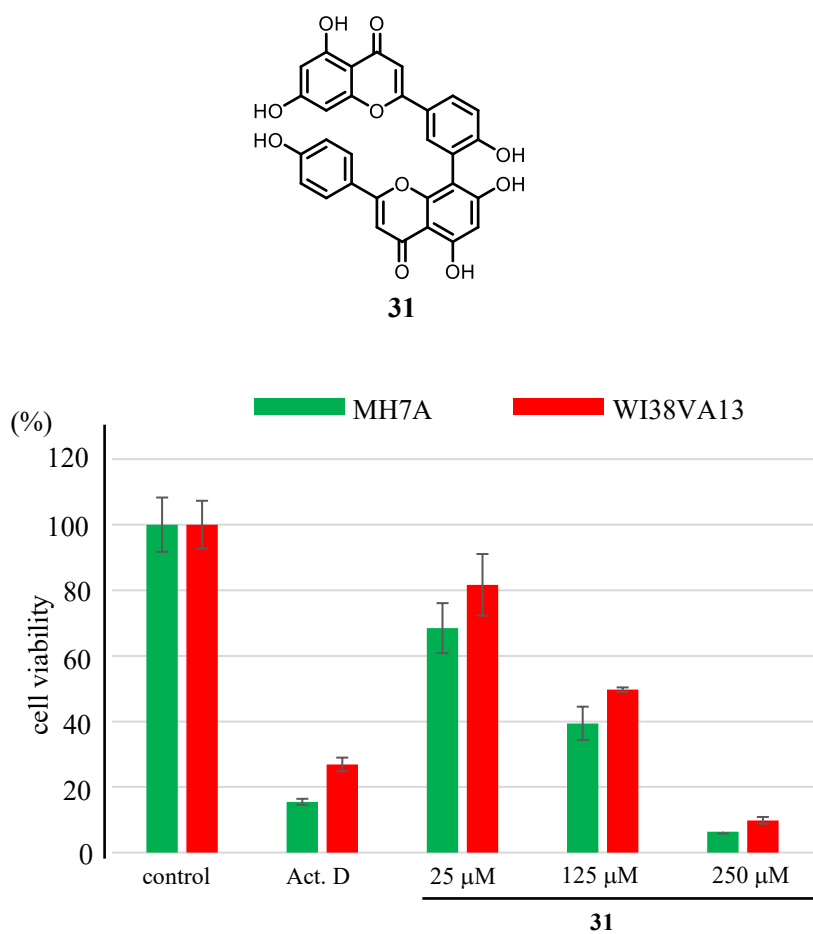 OH
O
HO
O
HO
OH
O
OH
O
OH
31
MH7A
WI38VA13
(%)
cell viability
120
100
80
60
40
20
0
control
Act. D
25 μM
125 μM
250 μM
31